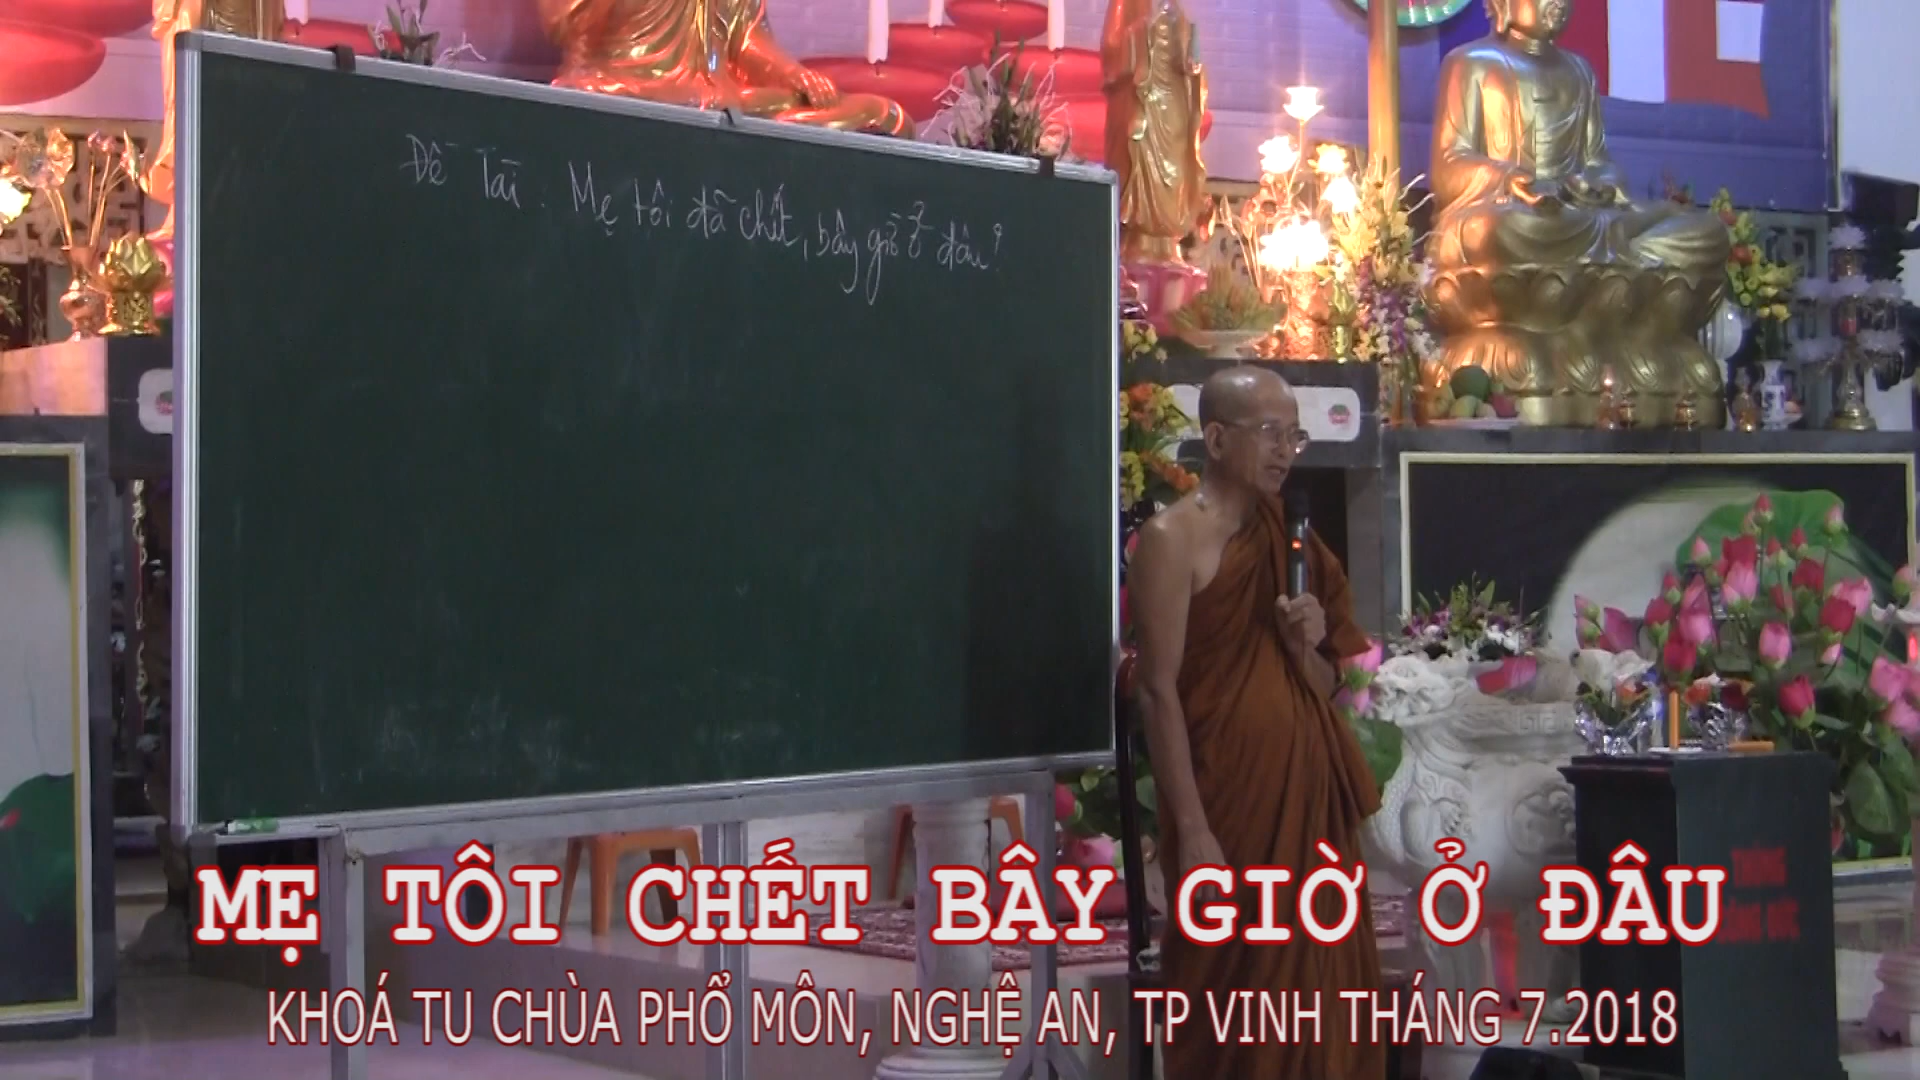 Đề Tài : Mẹ tôi đã chết, bây giờ ở đâu?
MẸ TÔI CHẾT BÂY GIỜ Ở ĐÂU
KHOÁ TU CHÙA PHỔ MÔN, NGHỆ AN, TP VINH THÁNG 7.2018